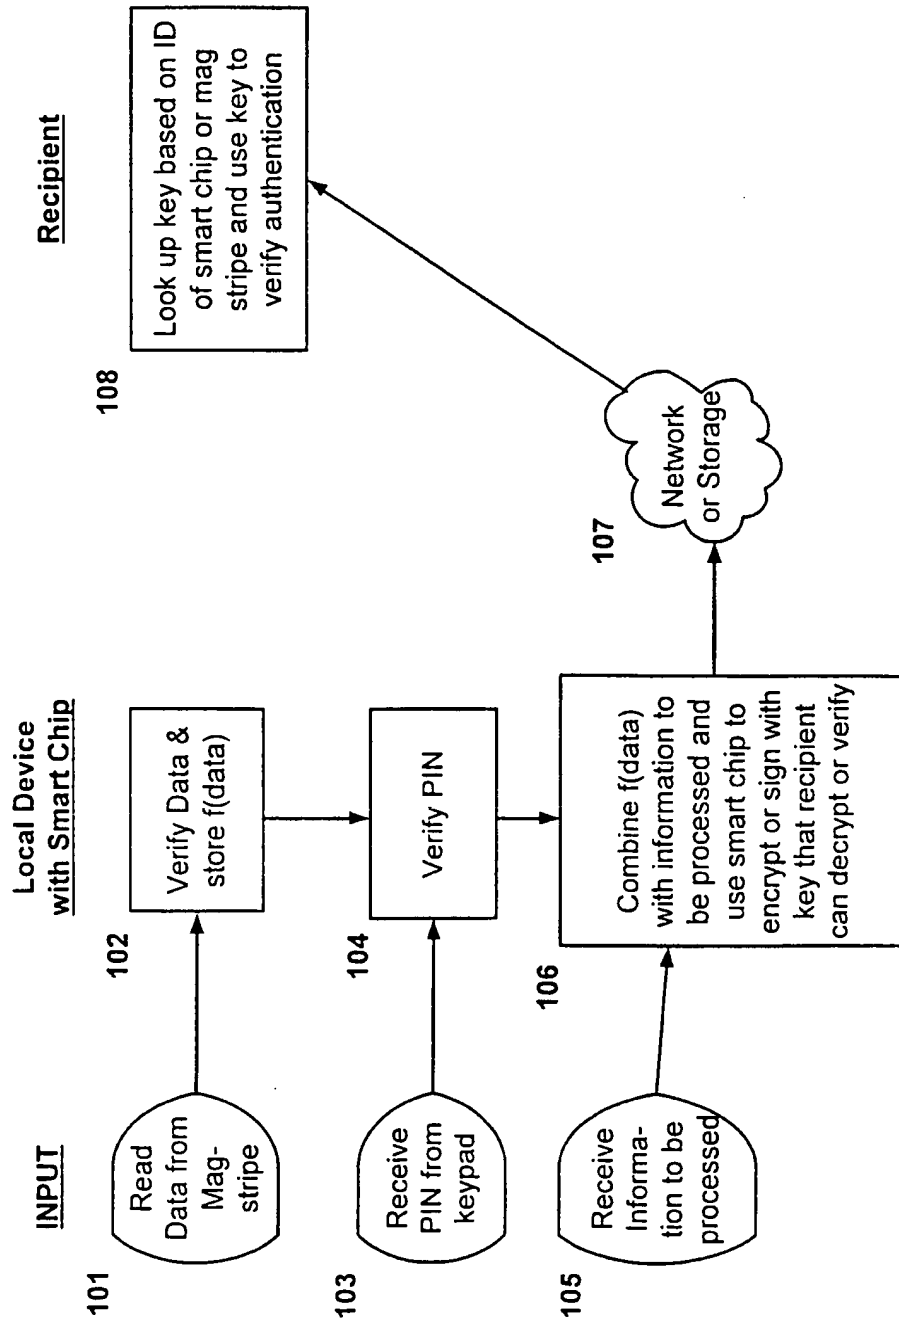 INPUT
Local Device
with Smart Chip
Recipient
101
Read
Data from
Mag-
stripe
102
Verify Data &
store f(data)
108
Look up key based on ID
of smart chip or mag
stripe and use key to
verify authentication
103
Receive
PIN from
keypad
104
Verify PIN
105
Receive
Informa-
tion to be
processed
106
Combine f(data)
with information to
be processed and
use smart chip to
encrypt or sign with
key that recipient
can decrypt or verify
107
Network
or Storage